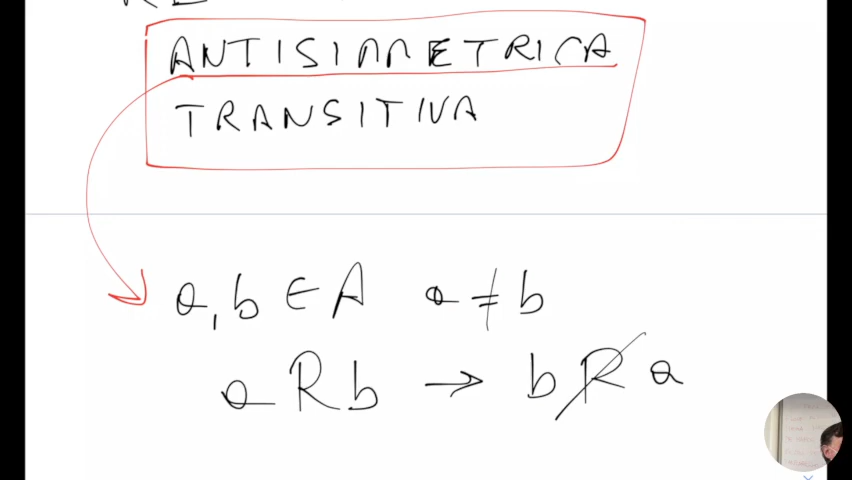 ANTISIMMETRICA
TRANSITIVA
a, b ∈ A a ≠ b
a R b → b R̸ a